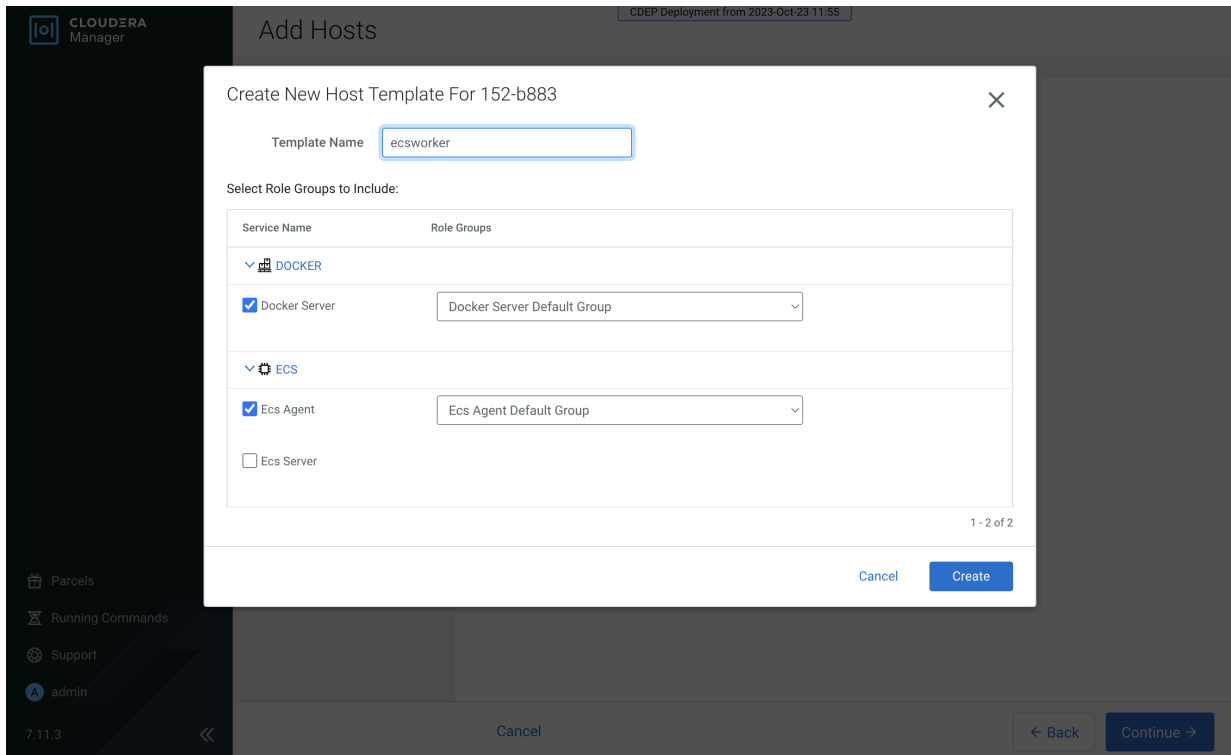 CLOUDERA
Manager
Add Hosts
CDEP Deployment from 2023-Oct-23 11:55
Create New Host Template For 152-b883
Template Name
ecsworker
Select Role Groups to Include:
Service Name Role Groups
DOCKER
Docker Server Docker Server Default Group
ECS
Ecs Agent Ecs Agent Default Group
Ecs Server
1 - 2 of 2
Cancel Create
Parcels
Running Commands
Support
A admin
7.11.3
Cancel
← Back Continue →